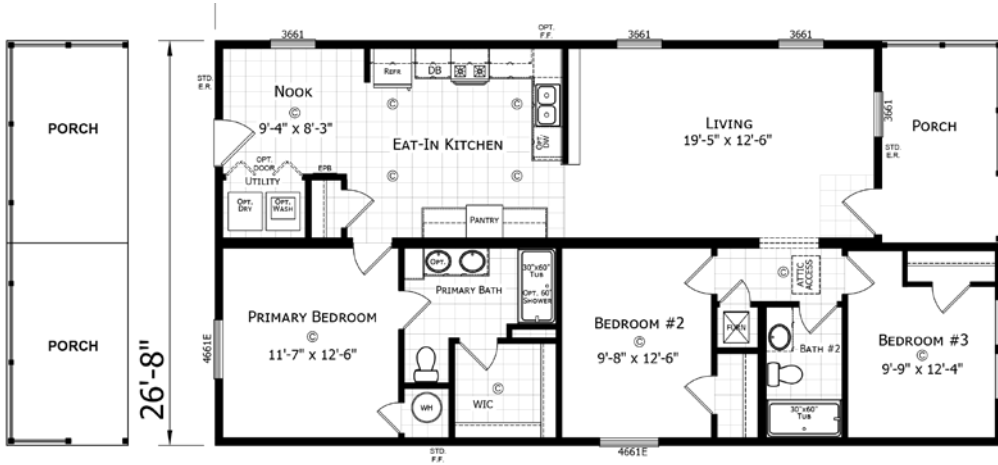 PORCH
PORCH
26'-8"
3661
OPT.
F.F.
3661
3661
STD.
E.R.
NOOK
©
9'-4" x 8'-3"
REFR
DB
©
©
OPT.
DW
EAT-IN KITCHEN
©
©
LIVING
19'-5" x 12'-6"
3661
STD.
E.R.
PORCH
OPT.
DOOR
UTILITY
EPB
OPT.
DRY
OPT.
WASH
PANTRY
OPT.
PRIMARY BATH
30"x60"
TUB
OPT. 60"
SHOWER
©
ATTIC
ACCESS
PRIMARY BEDROOM
©
11'-7" x 12'-6"
4661E
BEDROOM #2
©
9'-8" x 12'-6"
FURN
BATH #2
BEDROOM #3
©
9'-9" x 12'-4"
©
WIC
WH
30"x60"
TUB
STD.
F.F.
4661E